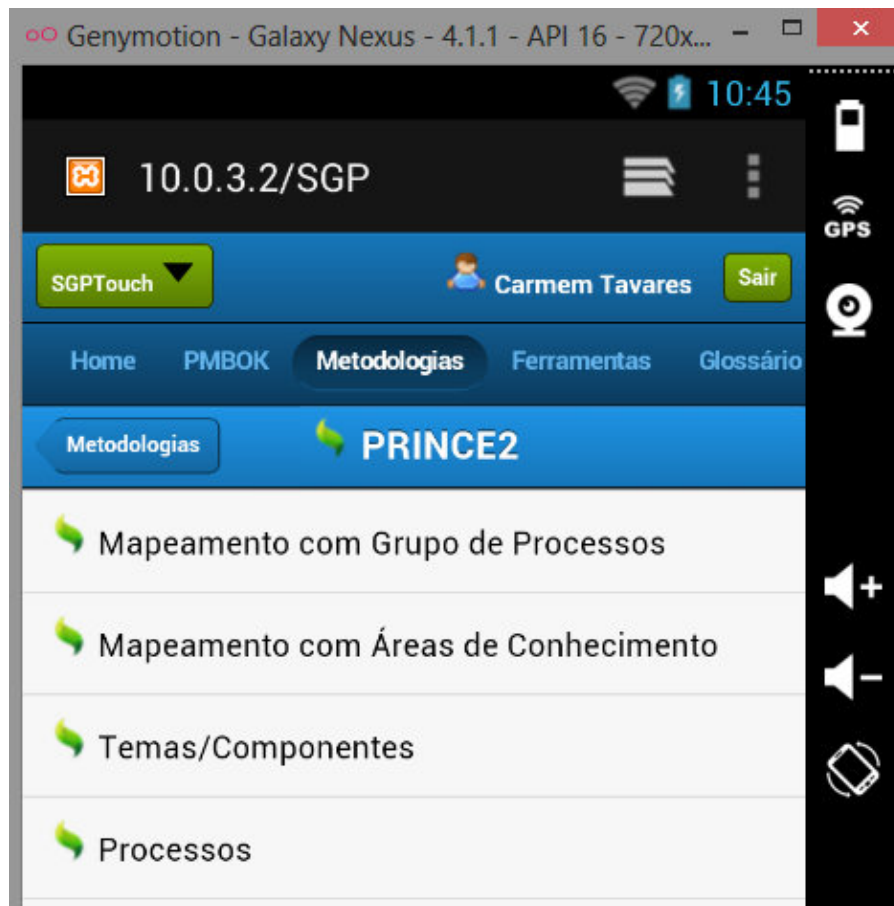 Genymotion - Galaxy Nexus - 4.1.1 - API 16 - 720x...
10:45
10.0.3.2/SGP
GPS
SGPTouch
Carmem Tavares
Sair
Home PMBOK Metodologias Ferramentas Glossário
Metodologias
PRINCE2
Mapeamento com Grupo de Processos
Mapeamento com Áreas de Conhecimento
Temas/Componentes
Processos